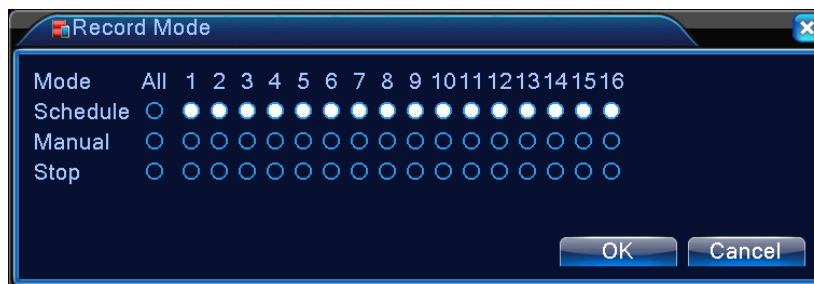 Record Mode
Mode All 1 2 3 4 5 6 7 8 9 10 11 12 13 14 15 16
Schedule
Manual
Stop
OK Cancel